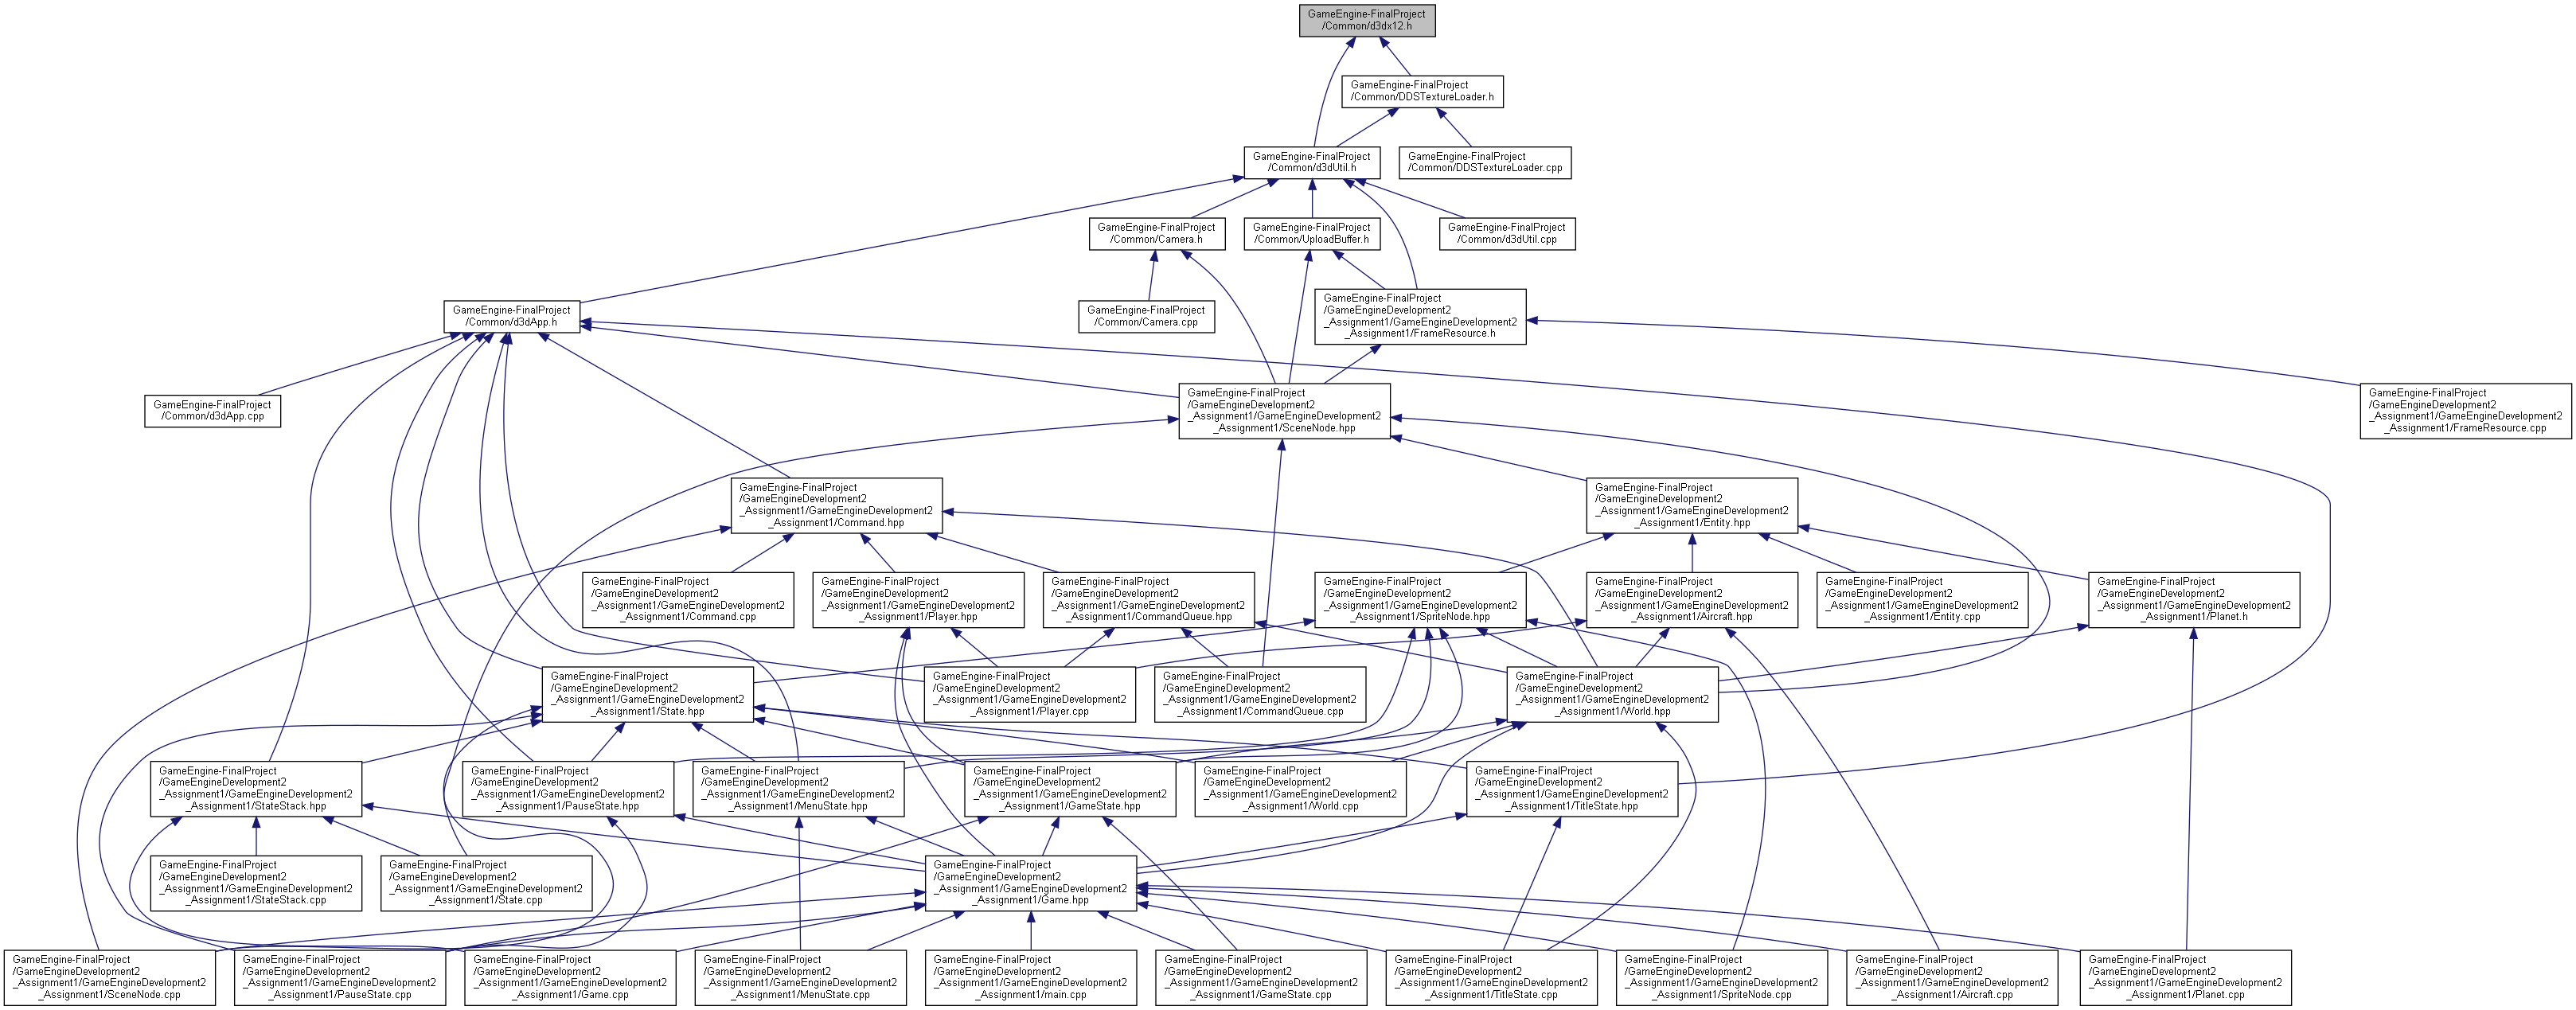 GameEngine-FinalProject
/Common/d3dx12.h
GameEngine-FinalProject
/Common/DDSTextureLoader.h
GameEngine-FinalProject
/Common/d3dUtil.h
GameEngine-FinalProject
/Common/DDSTextureLoader.cpp
GameEngine-FinalProject
/Common/Camera.h
GameEngine-FinalProject
/Common/UploadBuffer.h
GameEngine-FinalProject
/Common/d3dUtil.cpp
GameEngine-FinalProject
/Common/d3dApp.h
GameEngine-FinalProject
/Common/Camera.cpp
GameEngine-FinalProject
/GameEngineDevelopment2
_Assignment1/GameEngineDevelopment2
_Assignment1/FrameResource.h
GameEngine-FinalProject
/Common/d3dApp.cpp
GameEngine-FinalProject
/GameEngineDevelopment2
_Assignment1/GameEngineDevelopment2
_Assignment1/SceneNode.hpp
GameEngine-FinalProject
/GameEngineDevelopment2
_Assignment1/GameEngineDevelopment2
_Assignment1/FrameResource.cpp
GameEngine-FinalProject
/GameEngineDevelopment2
_Assignment1/GameEngineDevelopment2
_Assignment1/Command.hpp
GameEngine-FinalProject
/GameEngineDevelopment2
_Assignment1/GameEngineDevelopment2
_Assignment1/Entity.hpp
GameEngine-FinalProject
/GameEngineDevelopment2
_Assignment1/GameEngineDevelopment2
_Assignment1/Command.cpp
GameEngine-FinalProject
/GameEngineDevelopment2
_Assignment1/GameEngineDevelopment2
_Assignment1/Player.hpp
GameEngine-FinalProject
/GameEngineDevelopment2
_Assignment1/GameEngineDevelopment2
_Assignment1/CommandQueue.hpp
GameEngine-FinalProject
/GameEngineDevelopment2
_Assignment1/GameEngineDevelopment2
_Assignment1/SpriteNode.hpp
GameEngine-FinalProject
/GameEngineDevelopment2
_Assignment1/GameEngineDevelopment2
_Assignment1/Aircraft.hpp
GameEngine-FinalProject
/GameEngineDevelopment2
_Assignment1/GameEngineDevelopment2
_Assignment1/Entity.cpp
GameEngine-FinalProject
/GameEngineDevelopment2
_Assignment1/GameEngineDevelopment2
_Assignment1/Planet.h
GameEngine-FinalProject
/GameEngineDevelopment2
_Assignment1/GameEngineDevelopment2
_Assignment1/State.hpp
GameEngine-FinalProject
/GameEngineDevelopment2
_Assignment1/GameEngineDevelopment2
_Assignment1/Player.cpp
GameEngine-FinalProject
/GameEngineDevelopment2
_Assignment1/GameEngineDevelopment2
_Assignment1/CommandQueue.cpp
GameEngine-FinalProject
/GameEngineDevelopment2
_Assignment1/GameEngineDevelopment2
_Assignment1/World.hpp
GameEngine-FinalProject
/GameEngineDevelopment2
_Assignment1/GameEngineDevelopment2
_Assignment1/StateStack.hpp
GameEngine-FinalProject
/GameEngineDevelopment2
_Assignment1/GameEngineDevelopment2
_Assignment1/PauseState.hpp
GameEngine-FinalProject
/GameEngineDevelopment2
_Assignment1/GameEngineDevelopment2
_Assignment1/MenuState.hpp
GameEngine-FinalProject
/GameEngineDevelopment2
_Assignment1/GameEngineDevelopment2
_Assignment1/GameState.hpp
GameEngine-FinalProject
/GameEngineDevelopment2
_Assignment1/GameEngineDevelopment2
_Assignment1/World.cpp
GameEngine-FinalProject
/GameEngineDevelopment2
_Assignment1/GameEngineDevelopment2
_Assignment1/TitleState.hpp
GameEngine-FinalProject
/GameEngineDevelopment2
_Assignment1/GameEngineDevelopment2
_Assignment1/StateStack.cpp
GameEngine-FinalProject
/GameEngineDevelopment2
_Assignment1/GameEngineDevelopment2
_Assignment1/State.cpp
GameEngine-FinalProject
/GameEngineDevelopment2
_Assignment1/GameEngineDevelopment2
_Assignment1/Game.hpp
GameEngine-FinalProject
/GameEngineDevelopment2
_Assignment1/GameEngineDevelopment2
_Assignment1/SceneNode.cpp
GameEngine-FinalProject
/GameEngineDevelopment2
_Assignment1/GameEngineDevelopment2
_Assignment1/PauseState.cpp
GameEngine-FinalProject
/GameEngineDevelopment2
_Assignment1/GameEngineDevelopment2
_Assignment1/Game.cpp
GameEngine-FinalProject
/GameEngineDevelopment2
_Assignment1/GameEngineDevelopment2
_Assignment1/MenuState.cpp
GameEngine-FinalProject
/GameEngineDevelopment2
_Assignment1/GameEngineDevelopment2
_Assignment1/main.cpp
GameEngine-FinalProject
/GameEngineDevelopment2
_Assignment1/GameEngineDevelopment2
_Assignment1/GameState.cpp
GameEngine-FinalProject
/GameEngineDevelopment2
_Assignment1/GameEngineDevelopment2
_Assignment1/TitleState.cpp
GameEngine-FinalProject
/GameEngineDevelopment2
_Assignment1/GameEngineDevelopment2
_Assignment1/SpriteNode.cpp
GameEngine-FinalProject
/GameEngineDevelopment2
_Assignment1/GameEngineDevelopment2
_Assignment1/Aircraft.cpp
GameEngine-FinalProject
/GameEngineDevelopment2
_Assignment1/GameEngineDevelopment2
_Assignment1/Planet.cpp